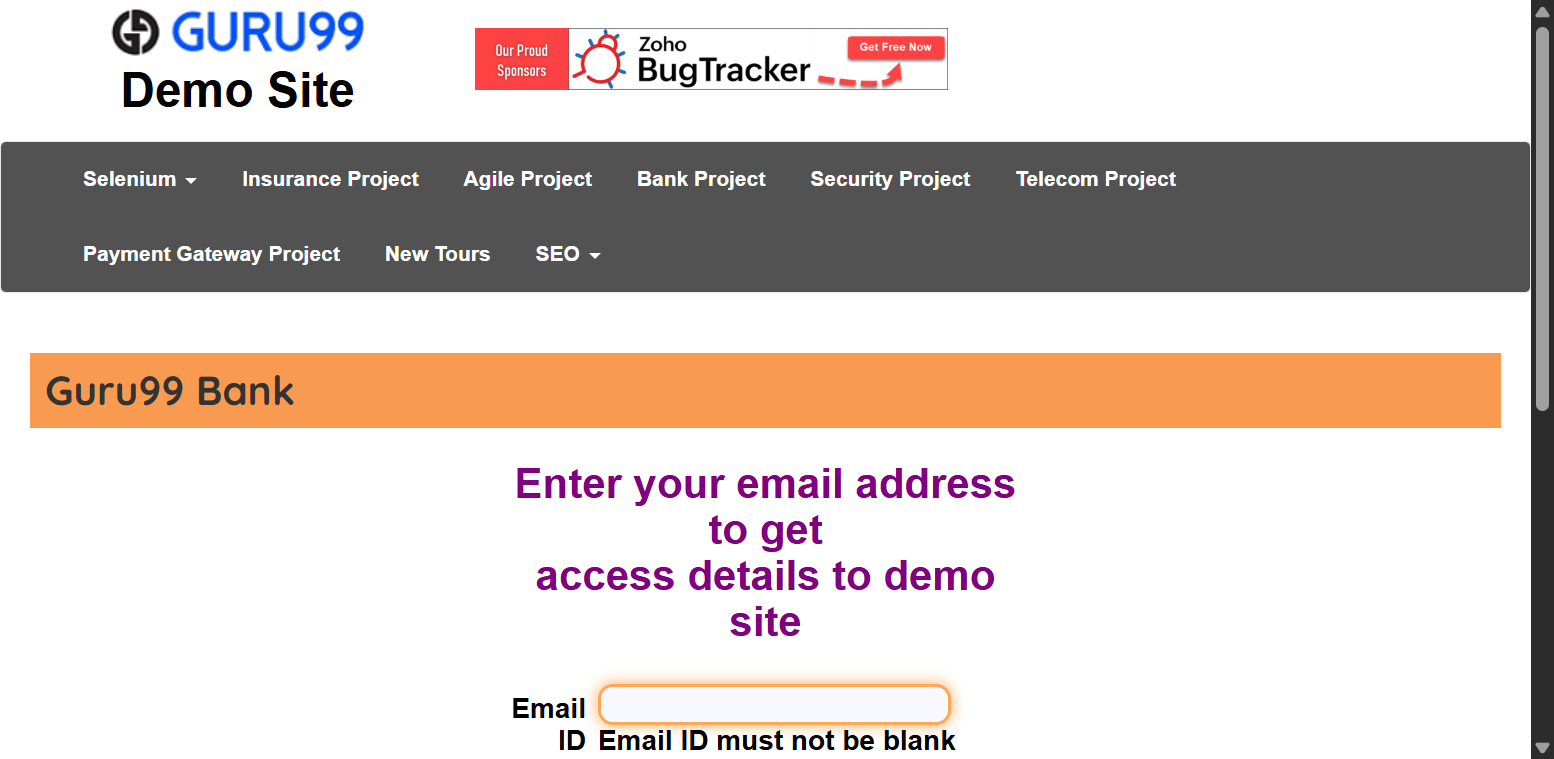 GURU99
Demo Site
Our Proud
Sponsors
Zoho
BugTracker
Get Free Now
Selenium
Insurance Project
Agile Project
Bank Project
Security Project
Telecom Project
Payment Gateway Project
New Tours
SEO
Guru99 Bank
Enter your email address
to get
access details to demo
site
Email
ID
Email ID must not be blank